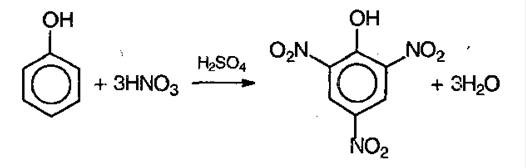 OH
OH
O₂N
NO₂
H₂SO₄
+ 3HNO₃
+ 3H₂O
NO₂